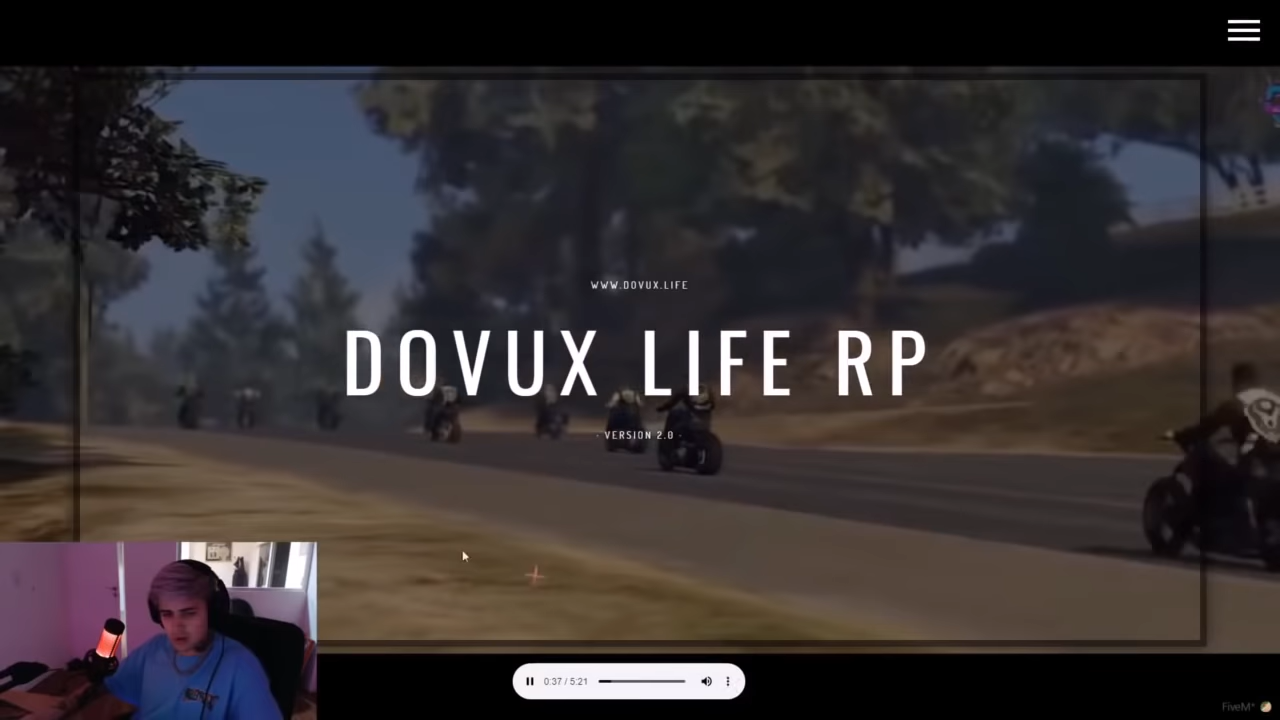 WWW.DOVUX.LIFE
DOVUX LIFE RP
· VERSION 2.0 ·
0:37 / 5:21
FiveM*